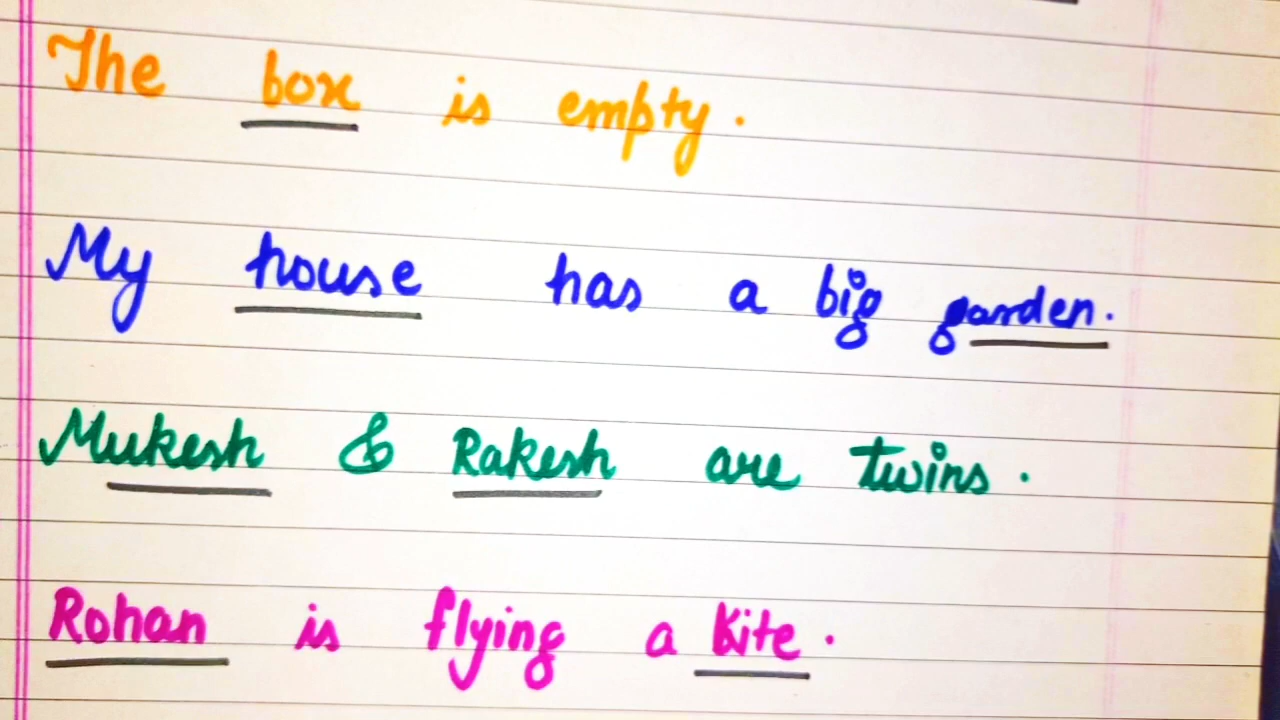 The box is empty.
My house has a big garden.
Mukesh & Rakesh are twins.
Rohan is flying a kite.